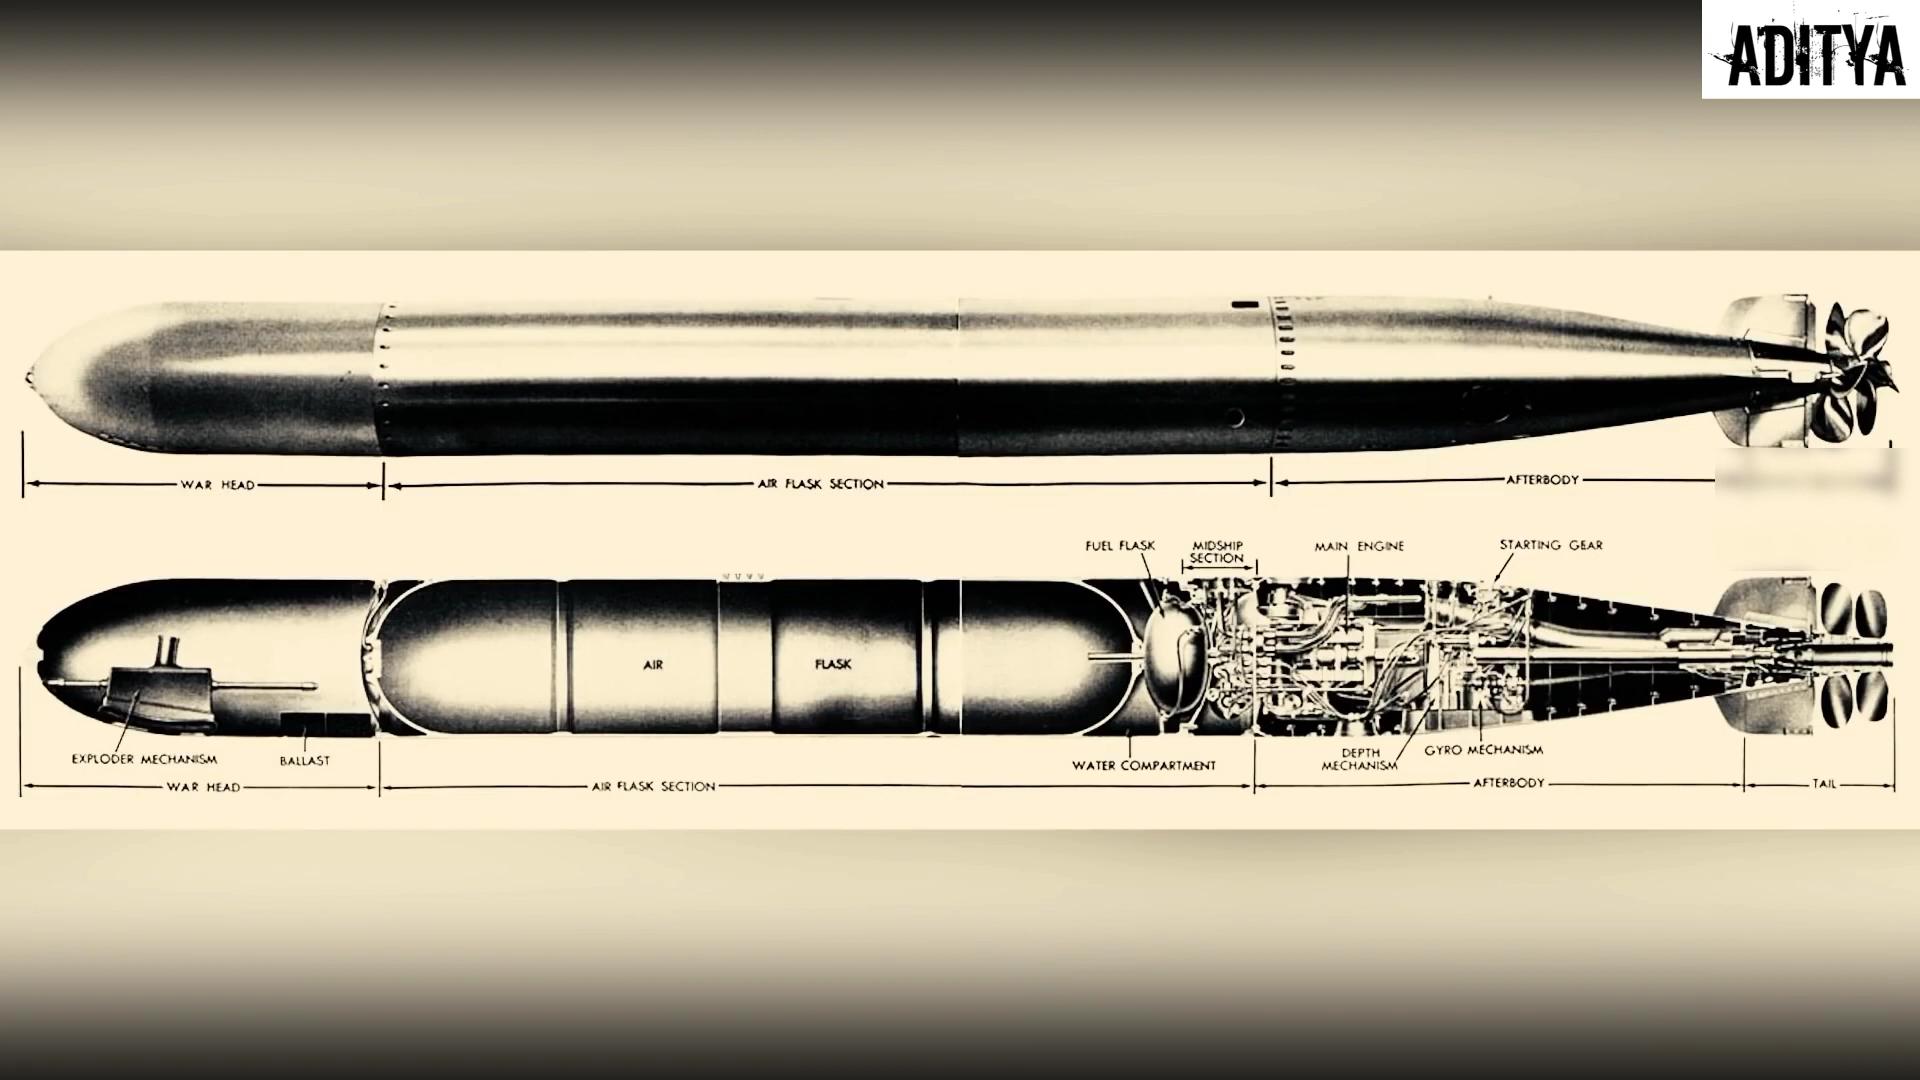 ADITYA
WAR HEAD
AIR FLASK SECTION
AFTERBODY
FUEL FLASK
MIDSHIP
SECTION
MAIN ENGINE
STARTING GEAR
AIR
FLASK
EXPLODER MECHANISM
BALLAST
WATER COMPARTMENT
DEPTH
MECHANISM
GYRO MECHANISM
WAR HEAD
AIR FLASK SECTION
AFTERBODY
TAIL